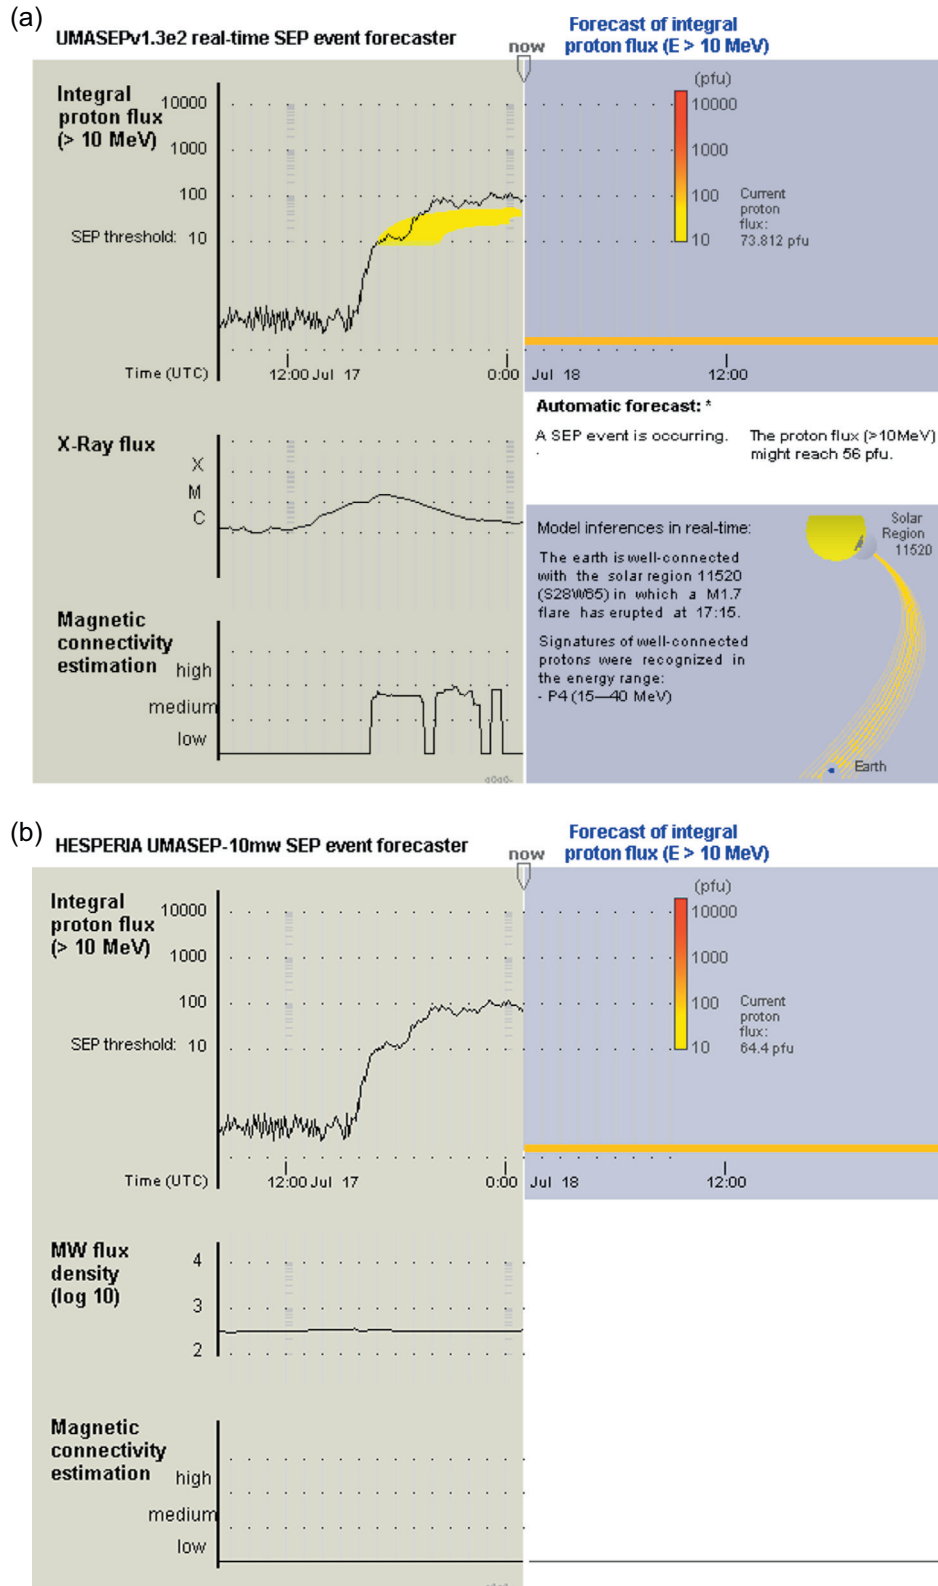 (a)
UMASEPv1.3e2 real-time SEP event forecaster
Forecast of integral
proton flux (E > 10 MeV)
now
Integral
proton flux
(> 10 MeV)
10000
1000
100
SEP threshold: 10
(pfu)
10000
1000
100
10
Current
proton
flux:
73.812 pfu
Time (UTC)
12:00 Jul 17
0:00
Jul 18
12:00
X-Ray flux
X
M
C
Automatic forecast: *
A SEP event is occurring.
The proton flux (>10MeV)
might reach 56 pfu.
Model inferences in real-time:
The earth is well-connected
with the solar region 11520
(S28W65) in which a M1.7
flare has erupted at 17:15.
Signatures of well-connected
protons were recognized in
the energy range:
- P4 (15—40 MeV)
Solar
Region
11520
Earth
Magnetic
connectivity
estimation
high
medium
low
(b)
HESPERIA UMASEP-10mw SEP event forecaster
Forecast of integral
proton flux (E > 10 MeV)
now
Integral
proton flux
(> 10 MeV)
10000
1000
100
SEP threshold: 10
(pfu)
10000
1000
100
10
Current
proton
flux:
64.4 pfu
Time (UTC)
12:00 Jul 17
0:00
Jul 18
12:00
MW flux
density
(log 10)
4
3
2
Magnetic
connectivity
estimation
high
medium
low